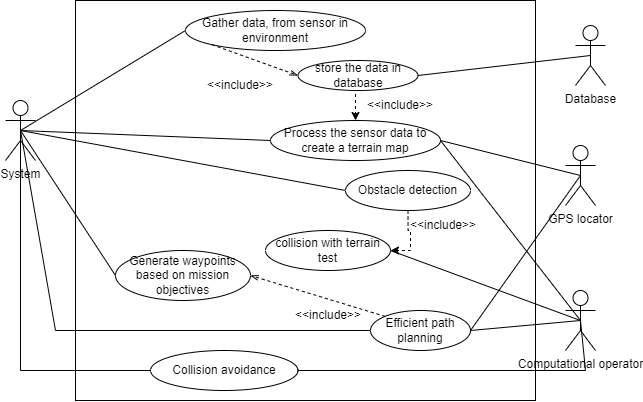 Gather data, from sensor in
environment
<<include>>
store the data in
database
Database
<<include>>
Process the sensor data to
create a terrain map
System
Obstacle detection
GPS locator
<<include>>
collision with terrain
test
Generate waypoints
based on mission
objectives
<<include>>
Efficient path
planning
Collision avoidance
Computational operator